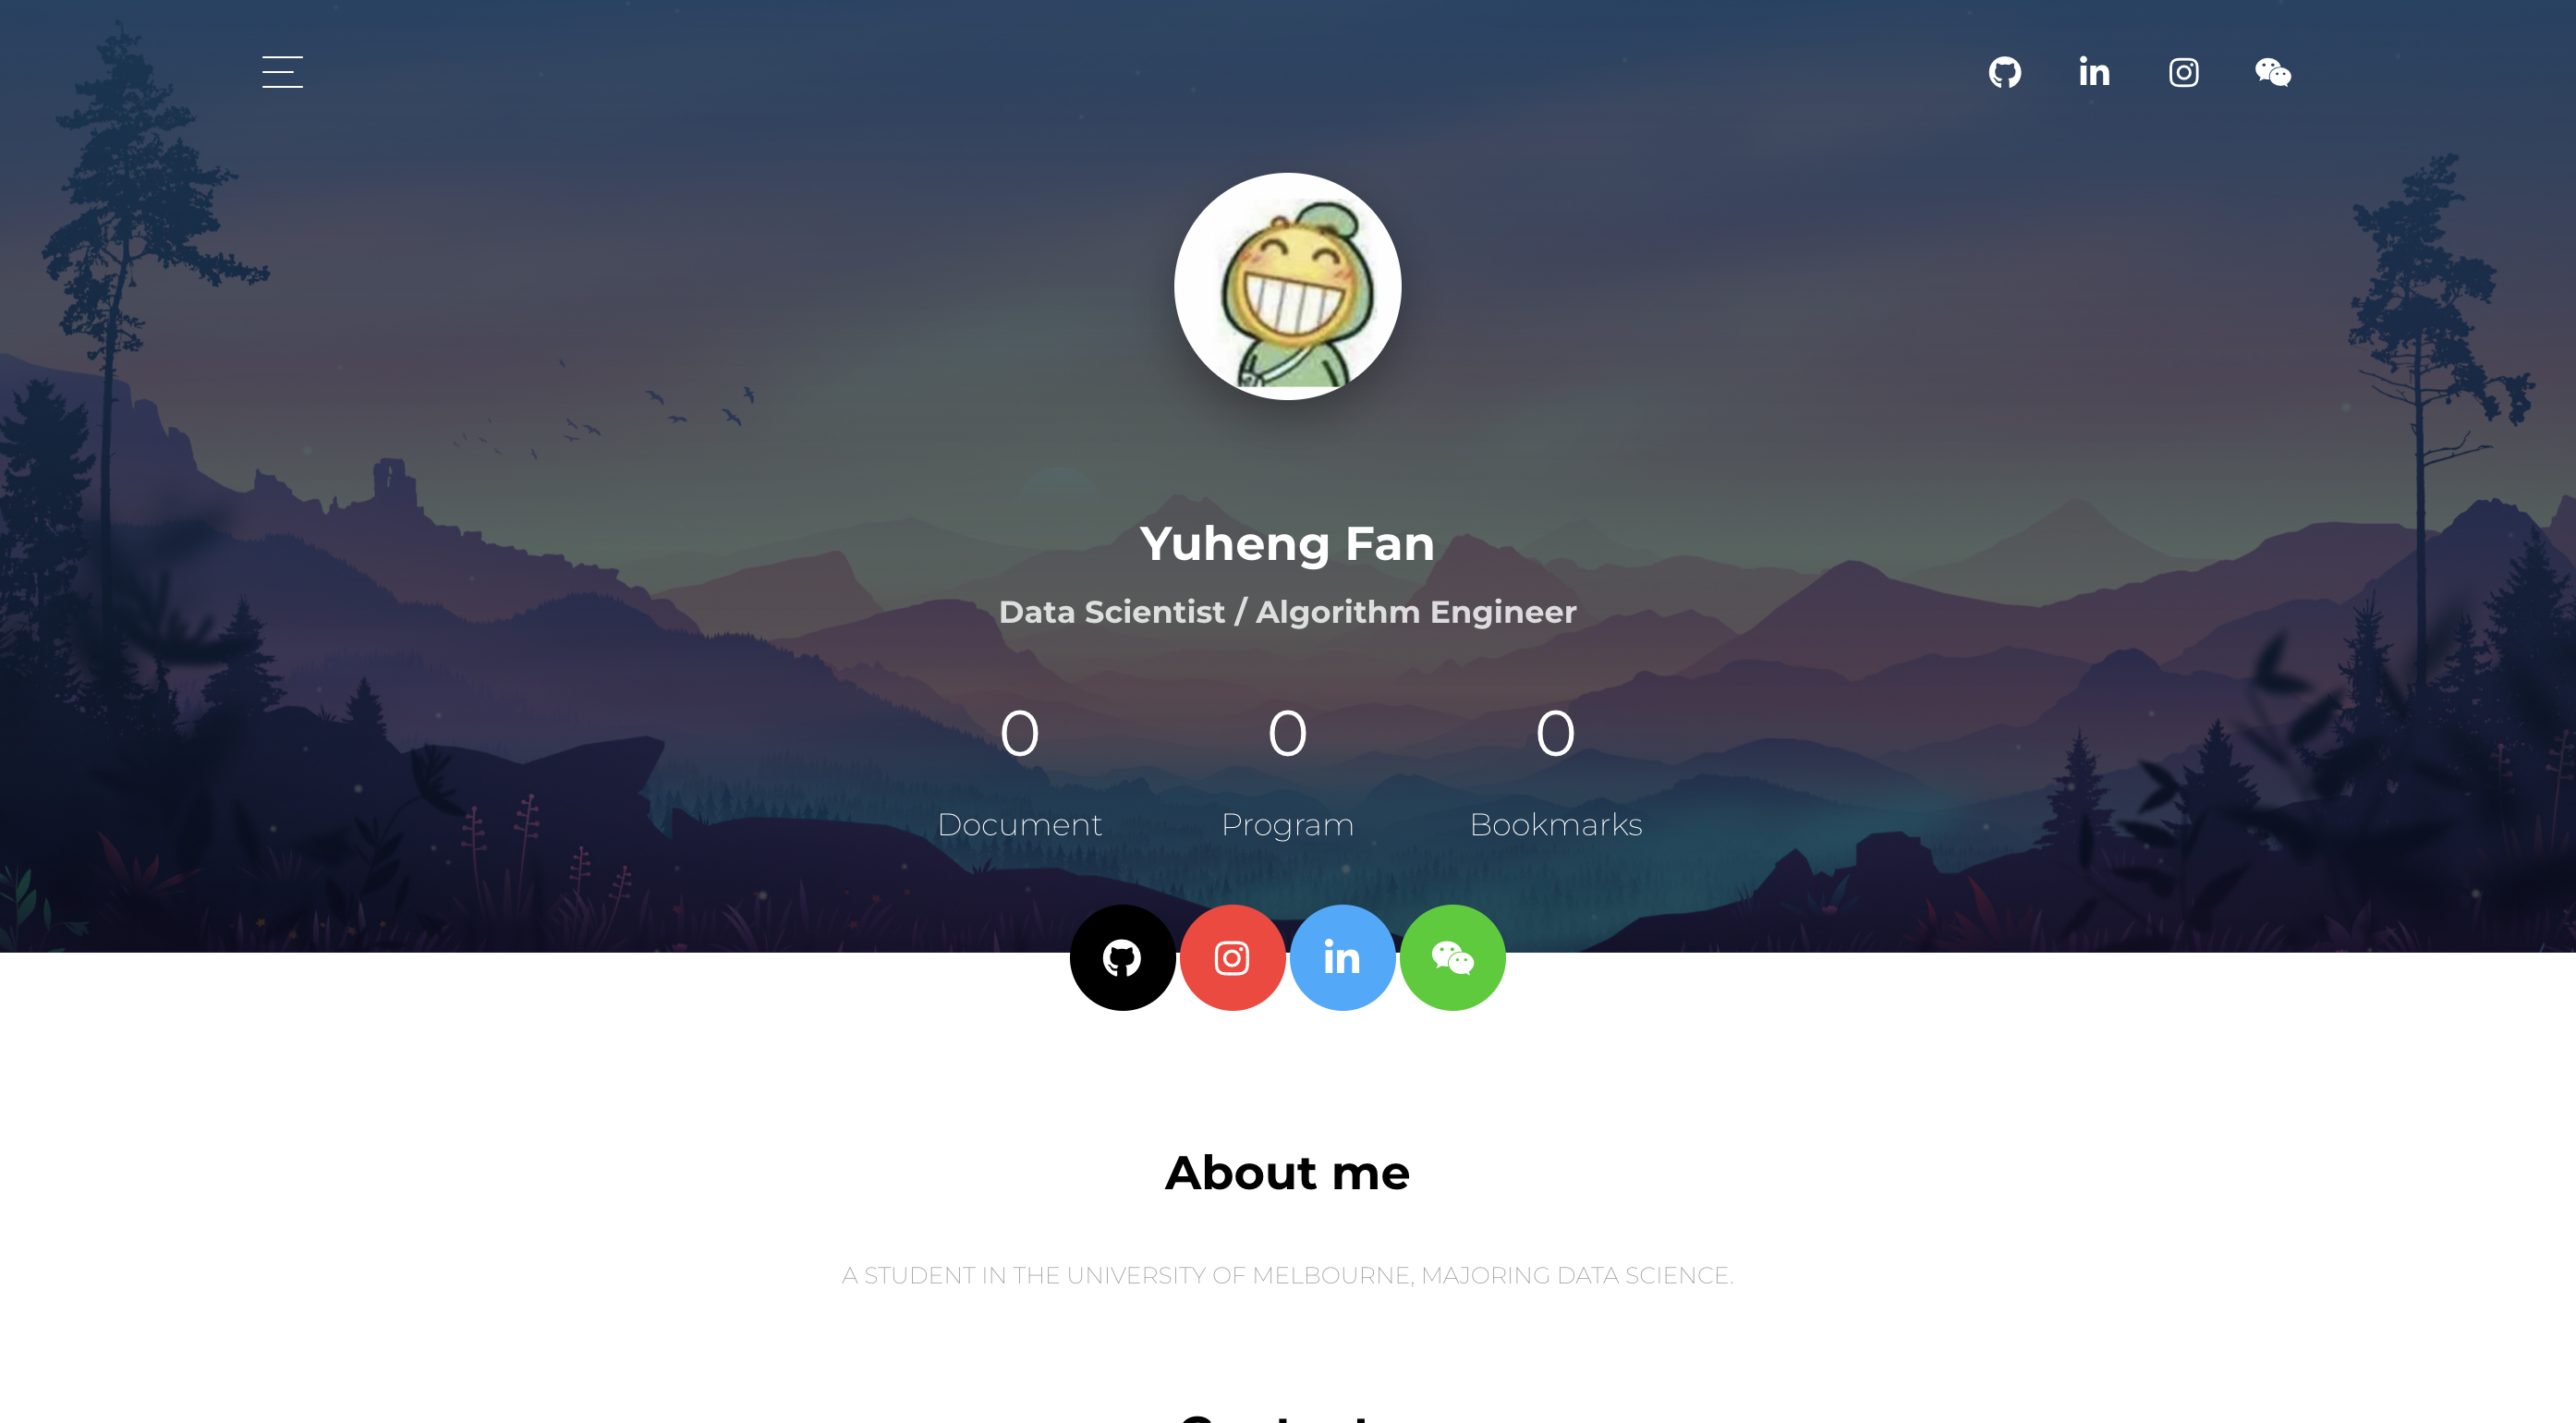 Yuheng Fan
Data Scientist / Algorithm Engineer
0 0 0
Document Program Bookmarks
About me
A STUDENT IN THE UNIVERSITY OF MELBOURNE, MAJORING DATA SCIENCE.